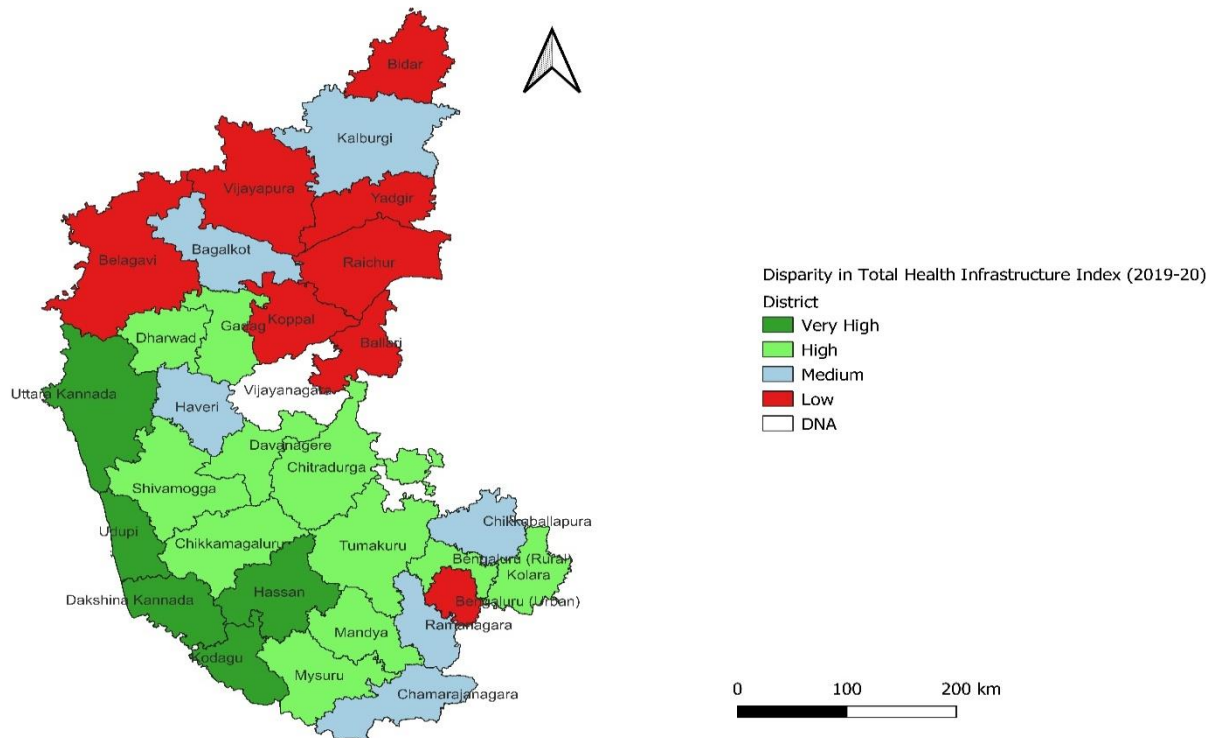 Bidar
Kalburgi
Vijayapura
Yadgir
Bagalkot
Belagavi
Raichur
Koppal
Gadag
Dharwad
Ballari
Vijayanagara
Uttara Kannada
Haveri
Davanagere
Chitradurga
Shivamogga
Chikkaballapura
Udupi
Chikkamagaluru
Tumakuru
Bengaluru (Rural)
Kolara
Hassan
Dakshina Kannada
Bengaluru (Urban)
Ramanagara
Mandya
Kodagu
Mysuru
Chamarajanagara
Disparity in Total Health Infrastructure Index (2019-20)
District
Very High
High
Medium
Low
DNA
0 100 200 km